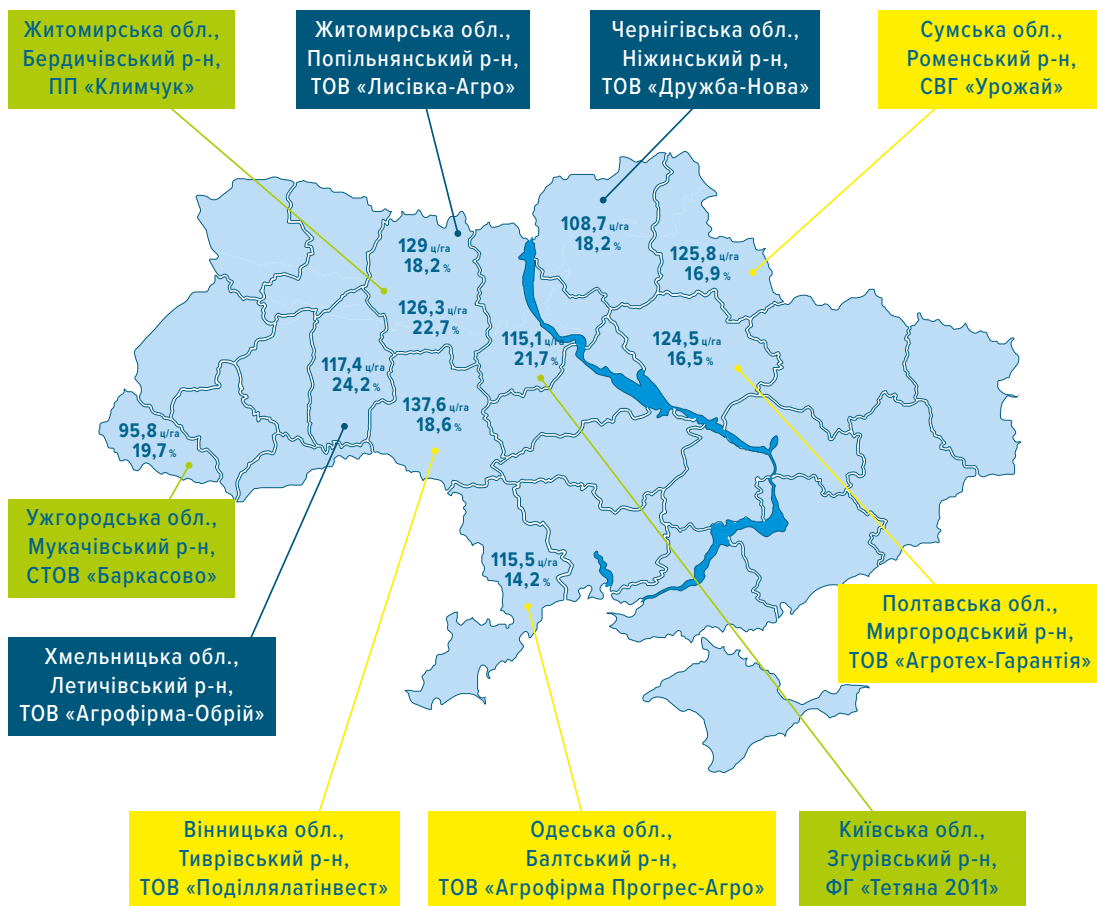 Житомирська обл.,
Бердичівський р-н,
ПП «Климчук»
Житомирська обл.,
Попільнянський р-н,
ТОВ «Лисівка-Агро»
Чернігівська обл.,
Ніжинський р-н,
ТОВ «Дружба-Нова»
Сумська обл.,
Роменський р-н,
СВГ «Урожай»
129 ц/га
18,2 %
108,7 ц/га
18,2 %
125,8 ц/га
16,9 %
126,3 ц/га
22,7 %
115,1 ц/га
21,7 %
124,5 ц/га
16,5 %
117,4 ц/га
24,2 %
137,6 ц/га
18,6 %
95,8 ц/га
19,7 %
115,5 ц/га
14,2 %
Ужгородська обл.,
Мукачівський р-н,
СТОВ «Баркасово»
Полтавська обл.,
Миргородський р-н,
ТОВ «Агротех-Гарантія»
Хмельницька обл.,
Летичівський р-н,
ТОВ «Агрофірма-Обрій»
Вінницька обл.,
Тиврівський р-н,
ТОВ «Поділлялатінвест»
Одеська обл.,
Балтський р-н,
ТОВ «Агрофірма Прогрес-Агро»
Київська обл.,
Згурівський р-н,
ФГ «Тетяна 2011»